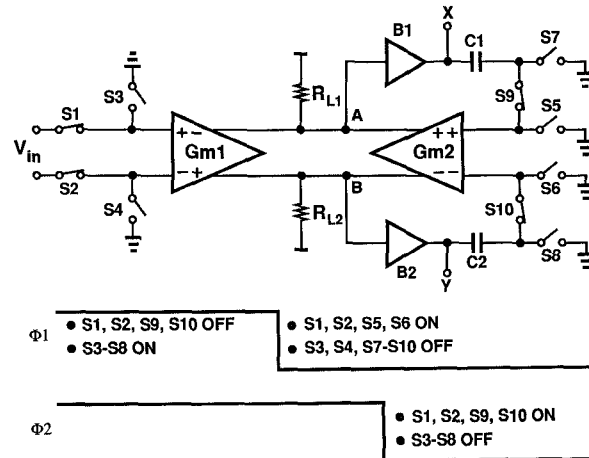 X
B1
C1
S7
S3
S1
R_L1
A
S9
S5
V_in
+ −
Gm1
− +
+ +
Gm2
− −
S2
S4
R_L2
B
S10
S6
B2
C2
S8
Y
Φ1
• S1, S2, S9, S10 OFF
• S3-S8 ON
• S1, S2, S5, S6 ON
• S3, S4, S7-S10 OFF
Φ2
• S1, S2, S9, S10 ON
• S3-S8 OFF